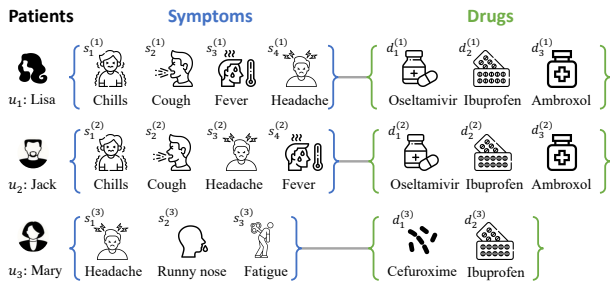 Patients Symptoms Drugs
s₁⁽¹⁾ s₂⁽¹⁾ s₃⁽¹⁾ s₄⁽¹⁾ d₁⁽¹⁾ d₂⁽¹⁾ d₃⁽¹⁾
u₁: Lisa Chills Cough Fever Headache Oseltamivir Ibuprofen Ambroxol
s₁⁽²⁾ s₂⁽²⁾ s₃⁽²⁾ s₄⁽²⁾ d₁⁽²⁾ d₂⁽²⁾ d₃⁽²⁾
u₂: Jack Chills Cough Headache Fever Oseltamivir Ibuprofen Ambroxol
s₁⁽³⁾ s₂⁽³⁾ s₃⁽³⁾ d₁⁽³⁾ d₂⁽³⁾
u₃: Mary Headache Runny nose Fatigue Cefuroxime Ibuprofen